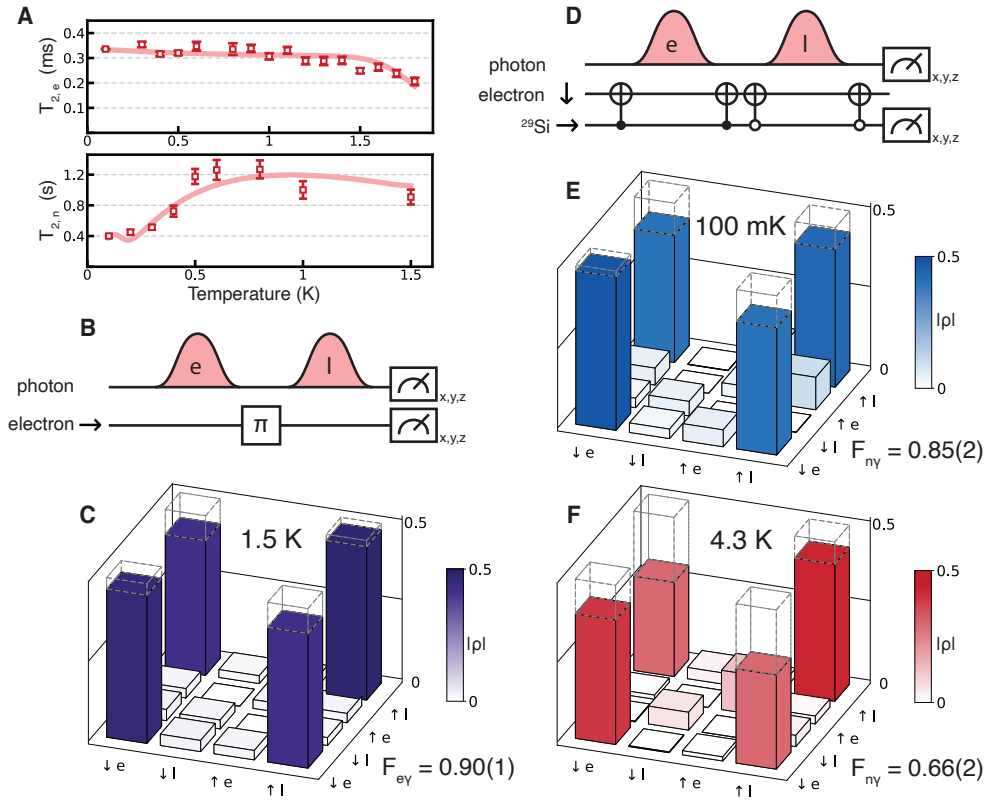 A
0.4
0.3
0.2
0.1
T2, e (ms)
0
0.5
1
1.5
1.2
0.8
0.4
T2, n (s)
0.5
1
1.5
Temperature (K)
B
e
l
photon
x,y,z
electron →
π
x,y,z
C
1.5 K
0.5
0
0.5
|ρ|
0
↓ e
↓ l
↑ e
↑ l
↓ e
↓ l
↑ e
↑ l
Feγ = 0.90(1)
D
e
l
photon
x,y,z
electron ↓
29Si →
x,y,z
E
100 mK
0.5
0
0.5
|ρ|
0
↓ e
↓ l
↑ e
↑ l
↓ e
↓ l
↑ e
↑ l
Fnγ = 0.85(2)
F
4.3 K
0.5
0
0.5
|ρ|
0
↓ e
↓ l
↑ e
↑ l
↓ e
↓ l
↑ e
↑ l
Fnγ = 0.66(2)